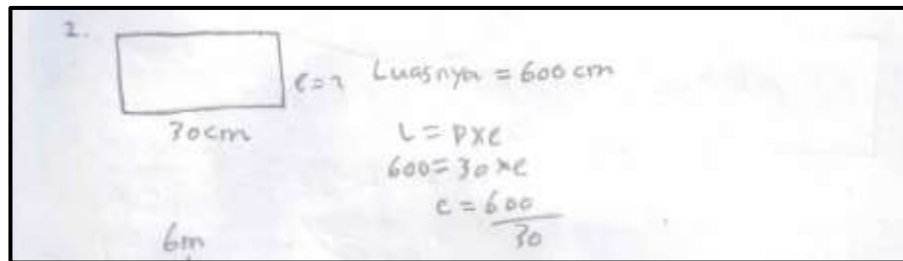 2.
l=?
Luasnya = 600 cm
30cm
L = p x l
600 = 30 x l
l = 600
30
6m